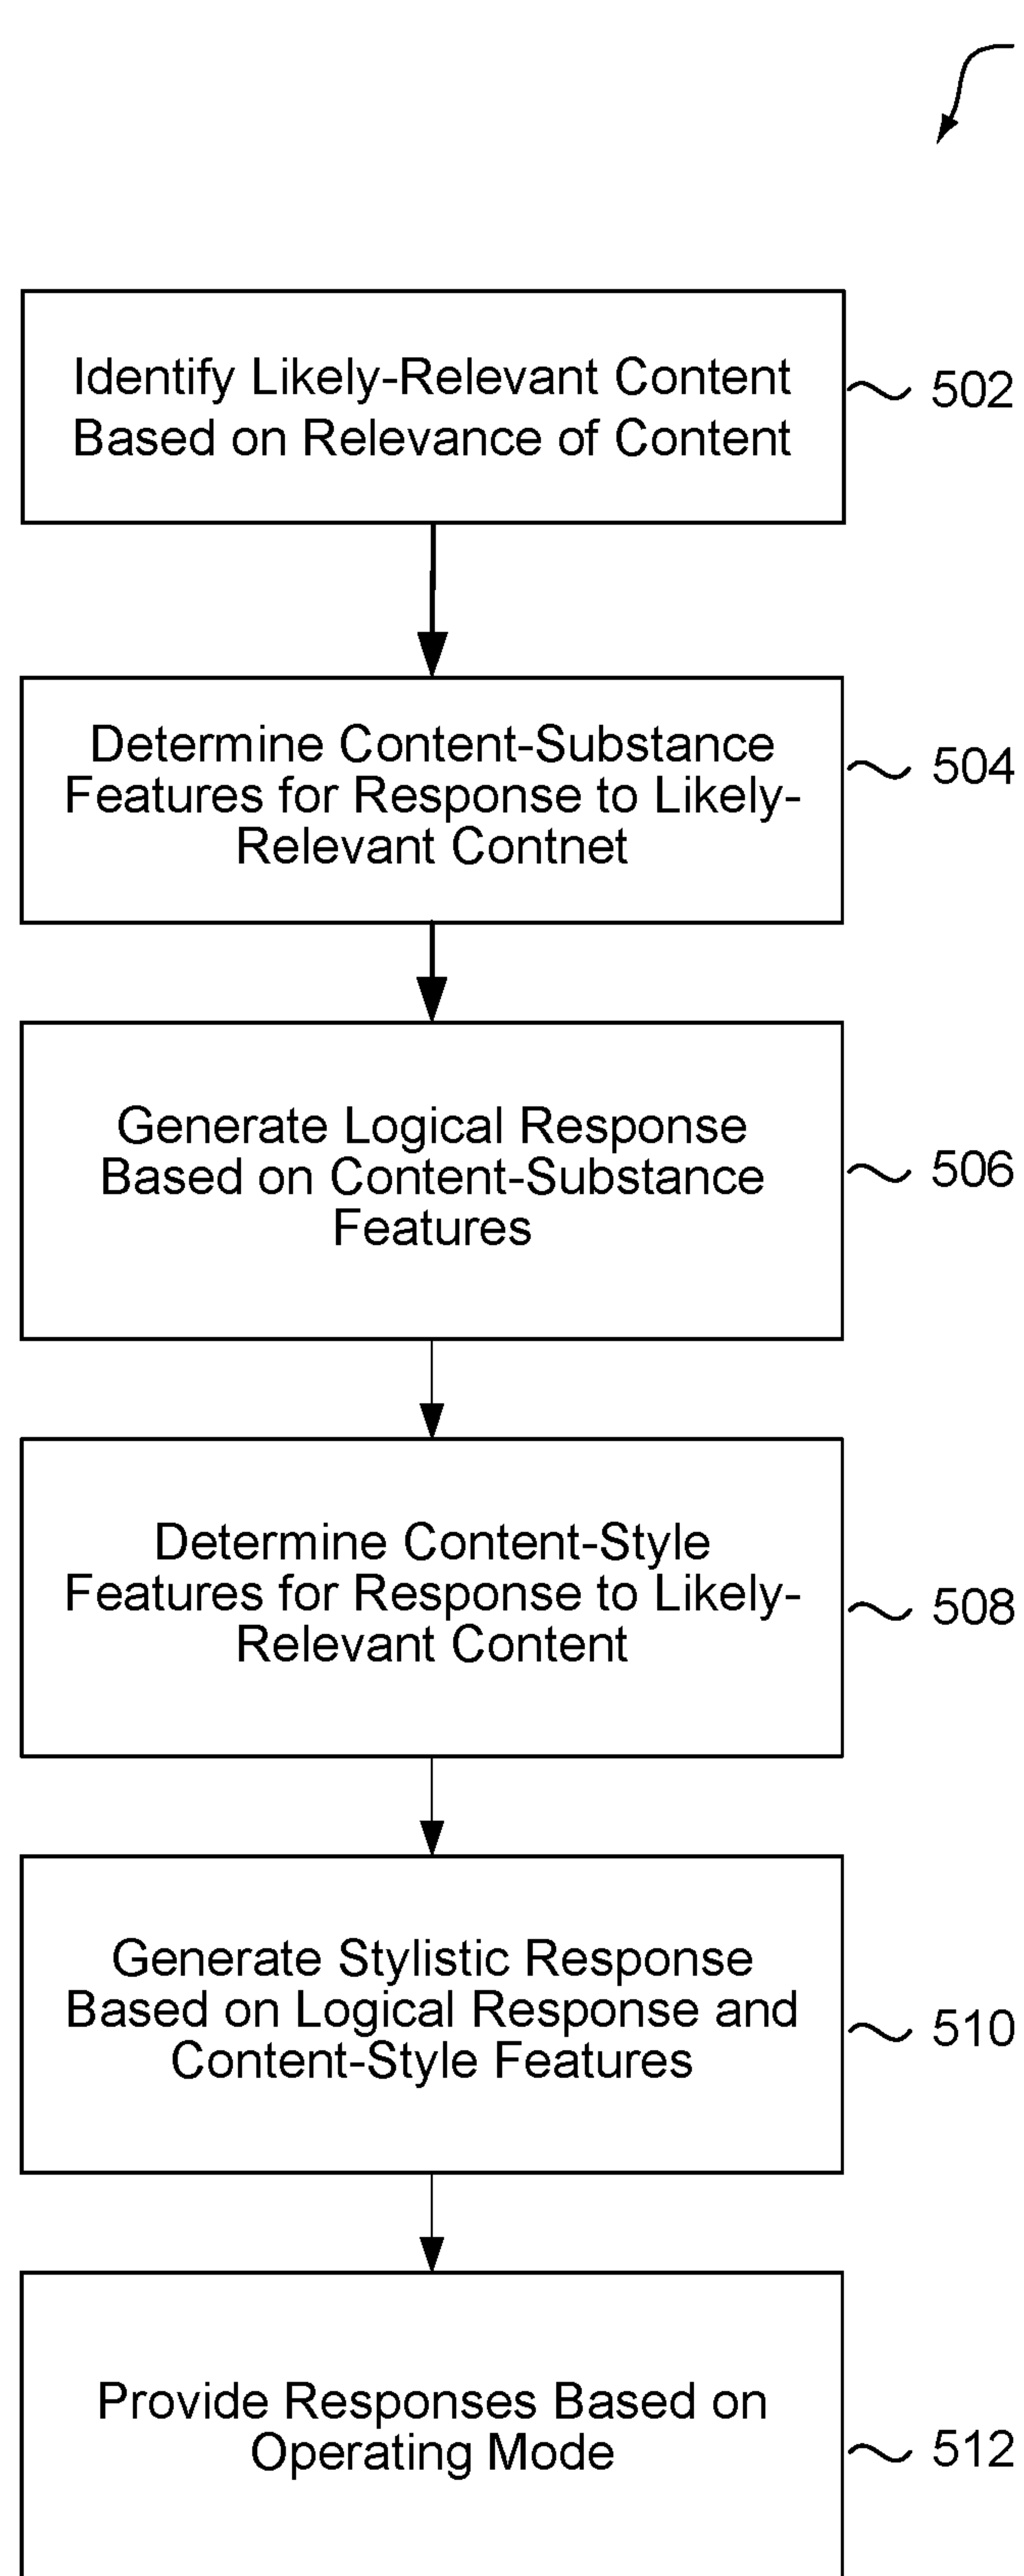 Identify Likely-Relevant Content
Based on Relevance of Content
502
Determine Content-Substance
Features for Response to Likely-
Relevant Contnet
504
Generate Logical Response
Based on Content-Substance
Features
506
Determine Content-Style
Features for Response to Likely-
Relevant Content
508
Generate Stylistic Response
Based on Logical Response and
Content-Style Features
510
Provide Responses Based on
Operating Mode
512